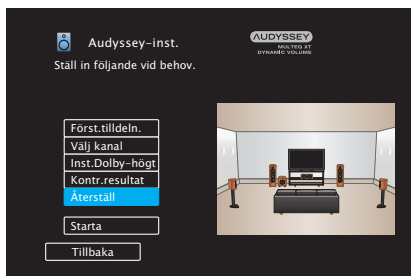 Audyssey-inst.
AUDYSSEY
MULTEQ XT
DYNAMIC VOLUME
Ställ in följande vid behov.
Först.tilldeln.
Välj kanal
Inst.Dolby-högt
Kontr.resultat
Återställ
Starta
Tillbaka